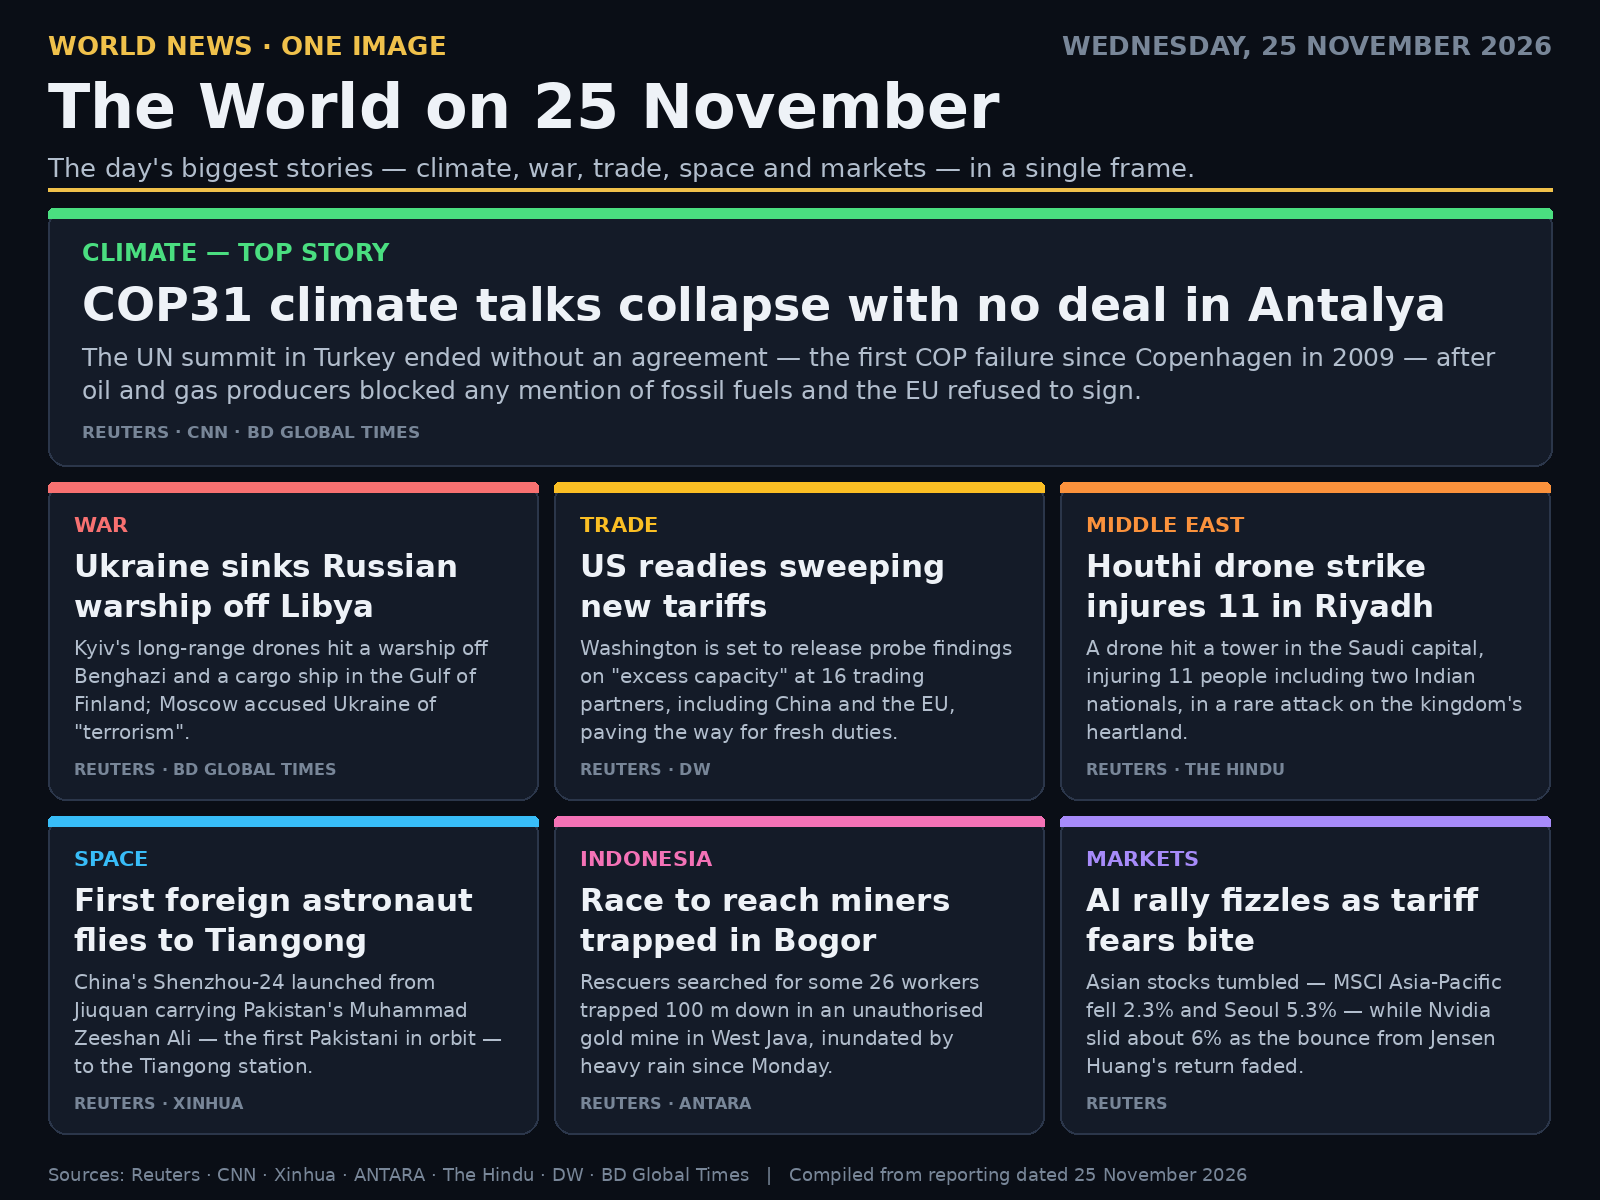 WORLD NEWS · ONE IMAGE
WEDNESDAY, 25 NOVEMBER 2026
The World on 25 November
The day's biggest stories — climate, war, trade, space and markets — in a single frame.
CLIMATE — TOP STORY
COP31 climate talks collapse with no deal in Antalya
The UN summit in Turkey ended without an agreement — the first COP failure since Copenhagen in 2009 — after
oil and gas producers blocked any mention of fossil fuels and the EU refused to sign.
REUTERS · CNN · BD GLOBAL TIMES
WAR
Ukraine sinks Russian
warship off Libya
Kyiv's long-range drones hit a warship off
Benghazi and a cargo ship in the Gulf of
Finland; Moscow accused Ukraine of
"terrorism".
REUTERS · BD GLOBAL TIMES
TRADE
US readies sweeping
new tariffs
Washington is set to release probe findings
on "excess capacity" at 16 trading
partners, including China and the EU,
paving the way for fresh duties.
REUTERS · DW
MIDDLE EAST
Houthi drone strike
injures 11 in Riyadh
A drone hit a tower in the Saudi capital,
injuring 11 people including two Indian
nationals, in a rare attack on the kingdom's
heartland.
REUTERS · THE HINDU
SPACE
First foreign astronaut
flies to Tiangong
China's Shenzhou-24 launched from
Jiuquan carrying Pakistan's Muhammad
Zeeshan Ali — the first Pakistani in orbit —
to the Tiangong station.
REUTERS · XINHUA
INDONESIA
Race to reach miners
trapped in Bogor
Rescuers searched for some 26 workers
trapped 100 m down in an unauthorised
gold mine in West Java, inundated by
heavy rain since Monday.
REUTERS · ANTARA
MARKETS
AI rally fizzles as tariff
fears bite
Asian stocks tumbled — MSCI Asia-Pacific
fell 2.3% and Seoul 5.3% — while Nvidia
slid about 6% as the bounce from Jensen
Huang's return faded.
REUTERS
Sources: Reuters · CNN · Xinhua · ANTARA · The Hindu · DW · BD Global Times | Compiled from reporting dated 25 November 2026